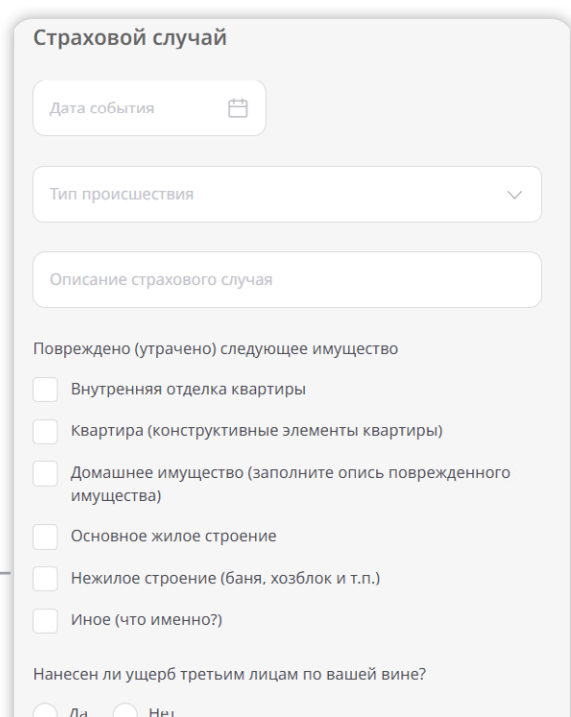 Страховой случай
Дата события
Тип происшествия
Описание страхового случая
Повреждено (утрачено) следующее имущество
Внутренняя отделка квартиры
Квартира (конструктивные элементы квартиры)
Домашнее имущество (заполните опись поврежденного
имущества)
Основное жилое строение
Нежилое строение (баня, хозблок и т.п.)
Иное (что именно?)
Нанесен ли ущерб третьим лицам по вашей вине?
Да Нет